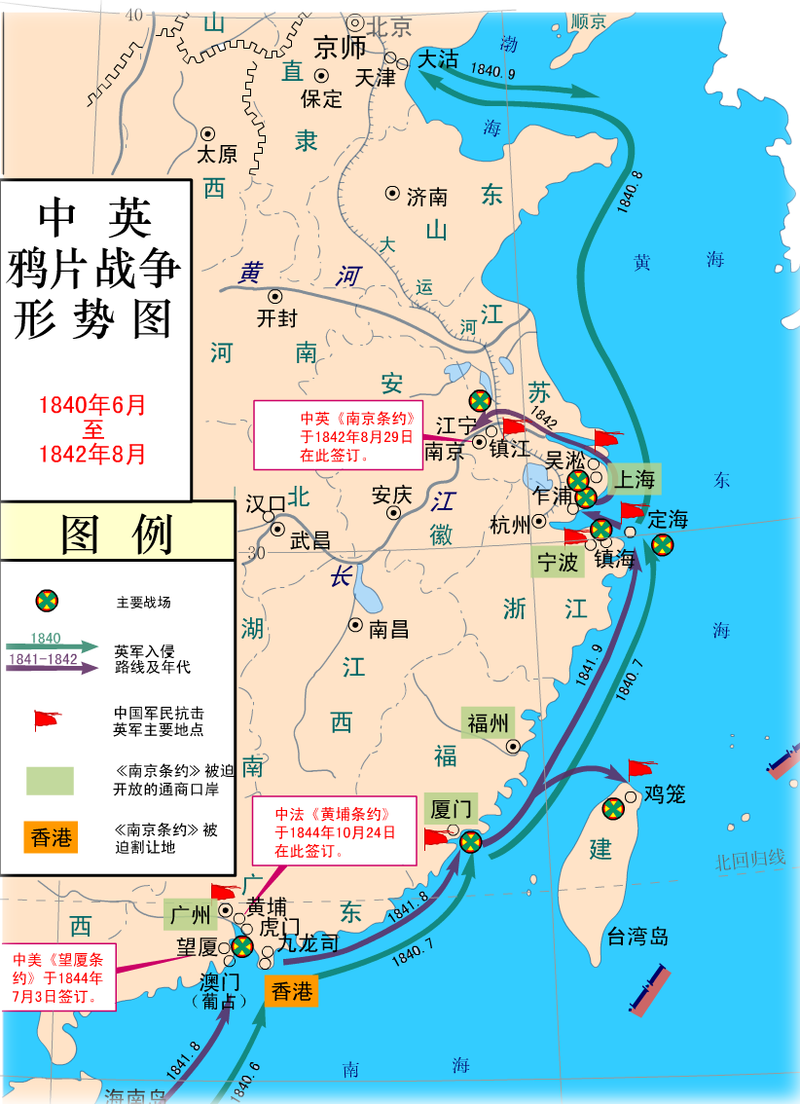 40
山
北京
京师
顺京
渤
海
大沽
天津
1840.9
直
隶
保定
太原
西
济南
山
东
1840.8
中 英
鸦片战争
形 势 图
1840年6月
至
1842年8月
大
运
河
黄 河
开封
河 南
黄 海
江
苏
安
徽
1842
中英《南京条约》
于1842年8月29日
在此签订。
江宁
南京
镇江
吴淞
上海
乍浦
定海
杭州
宁波
镇海
汉口
北
武昌
安庆
江
长
30
东
海
图 例
主要战场
1840
1841-1842
英军入侵
路线及年代
中国军民抗击
英军主要地点
《南京条约》被迫
开放的通商口岸
香港
《南京条约》被
迫割让地
湖
南
南昌
江
西
浙 江
1841.9
1840.7
福州
福
建
厦门
鸡笼
中法《黄埔条约》
于1844年10月24日
在此签订。
北回归线
台湾岛
广
东
西
广州
黄埔
虎门
望厦
九龙司
澳门
(葡占)
香港
1841.8
1840.7
中美《望厦条
约》于1844年
7月3日签订。
1841.8
1840.6
南 海
海南岛